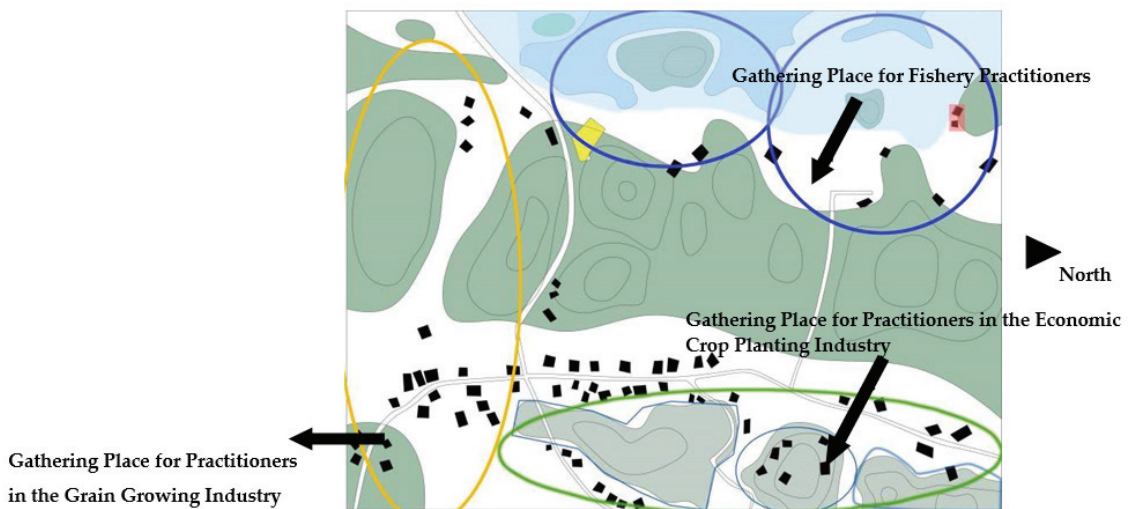 Gathering Place for Fishery Practitioners
North
Gathering Place for Practitioners in the Economic
Crop Planting Industry
Gathering Place for Practitioners
in the Grain Growing Industry